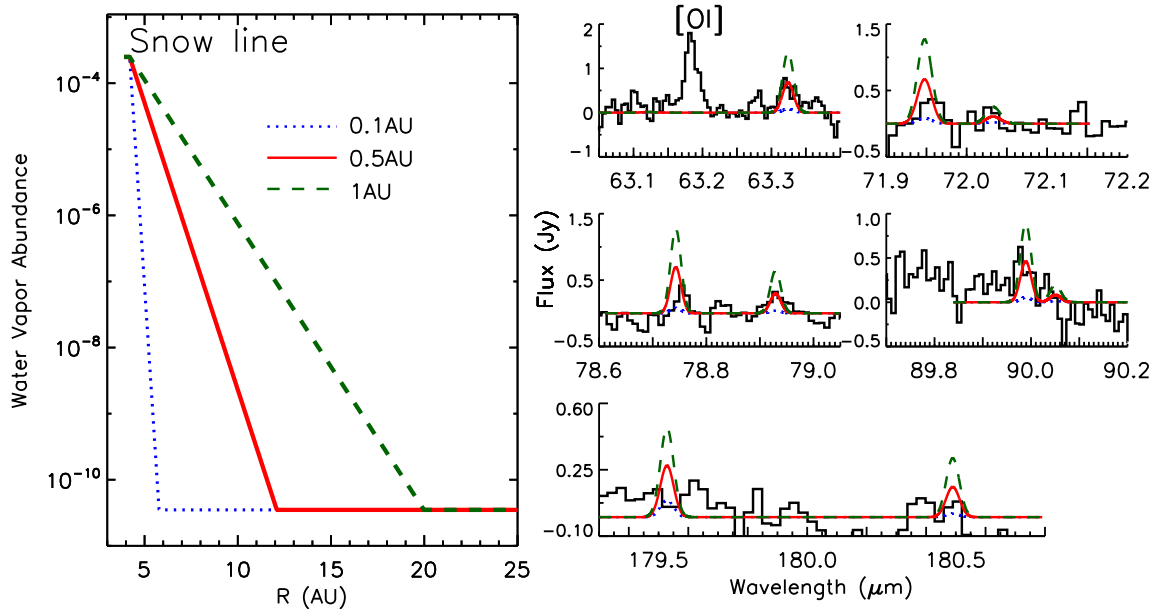 Snow line
0.1AU
0.5AU
1AU
10⁻⁴
10⁻⁶
10⁻⁸
10⁻¹⁰
Water Vapor Abundance
5 10 15 20 25
R (AU)
[OI]
2
1
0
−1
63.1 63.2 63.3
1.5
0.5
−0.5
71.9 72.0 72.1 72.2
1.5
0.5
−0.5
78.6 78.8 79.0
1.0
0.5
0.0
−0.5
89.8 90.0 90.2
Flux (Jy)
0.60
0.25
−0.10
179.5 180.0 180.5
Wavelength (μm)